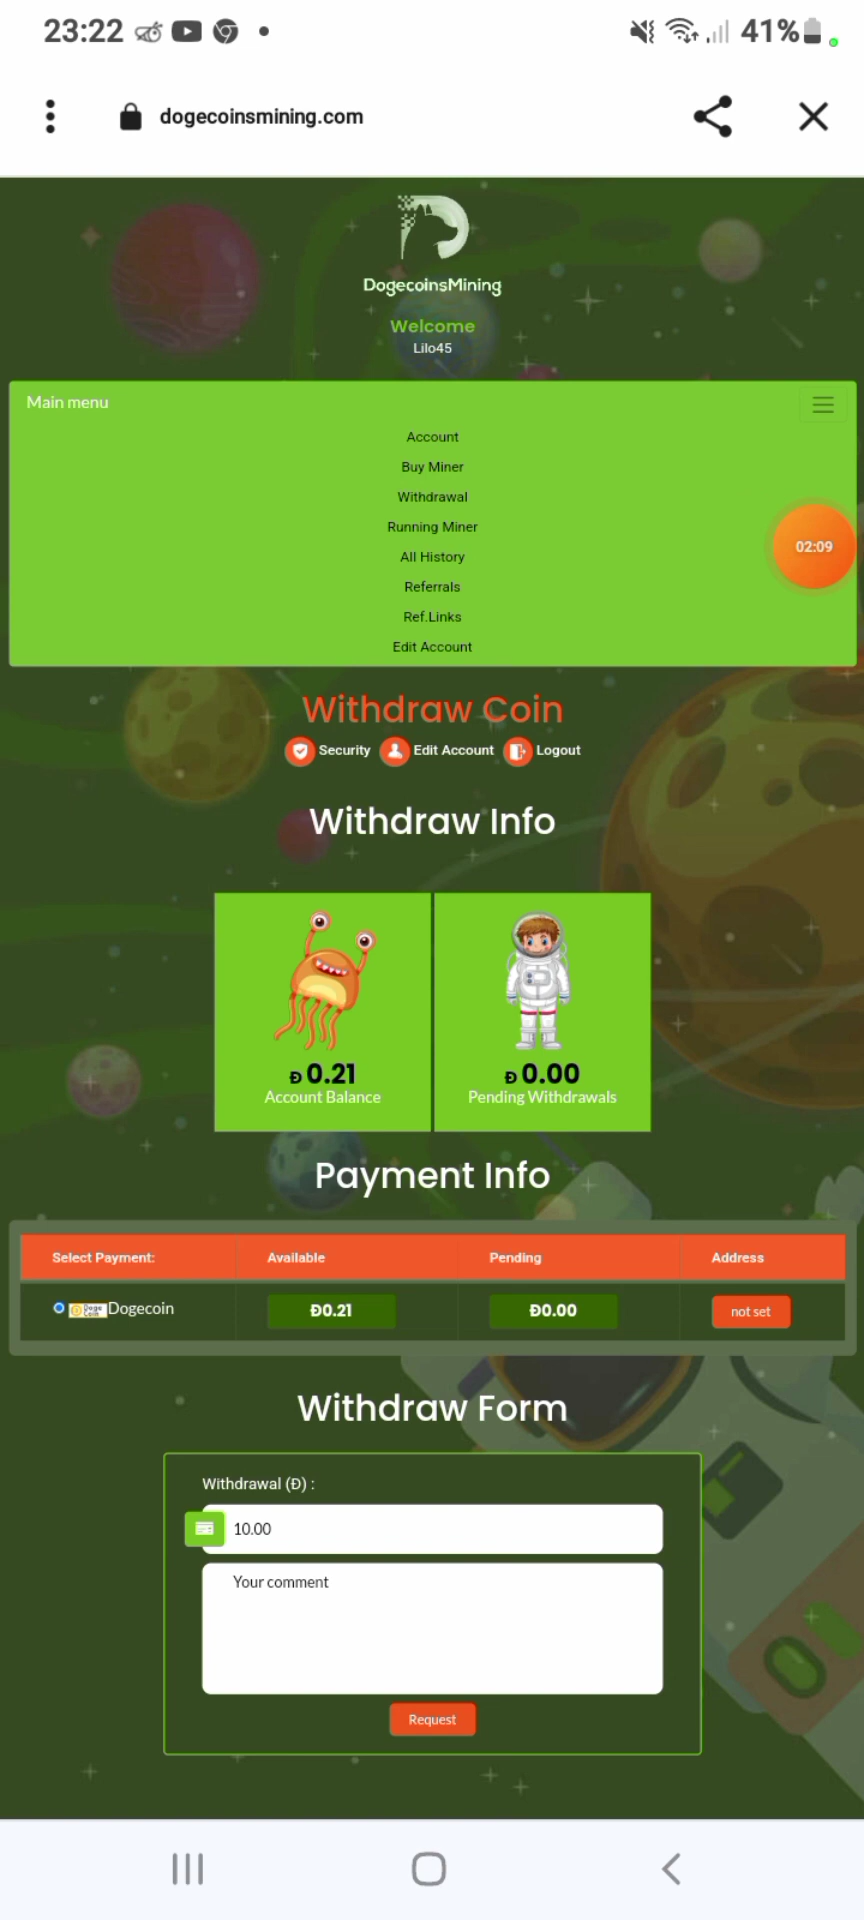 23:22
41%
dogecoinsmining.com
DogecoinsMining
Welcome
Lilo45
Main menu
Account
Buy Miner
Withdrawal
Running Miner
02:09
All History
Referrals
Ref.Links
Edit Account
Withdraw Coin
Security Edit Account Logout
Withdraw Info
Ð 0.21 Ð 0.00
Account Balance Pending Withdrawals
Payment Info
Select Payment: Available Pending Address
Doge Coin Dogecoin Ð0.21 Ð0.00 not set
Withdraw Form
Withdrawal (Ð) :
10.00
Your comment
Request